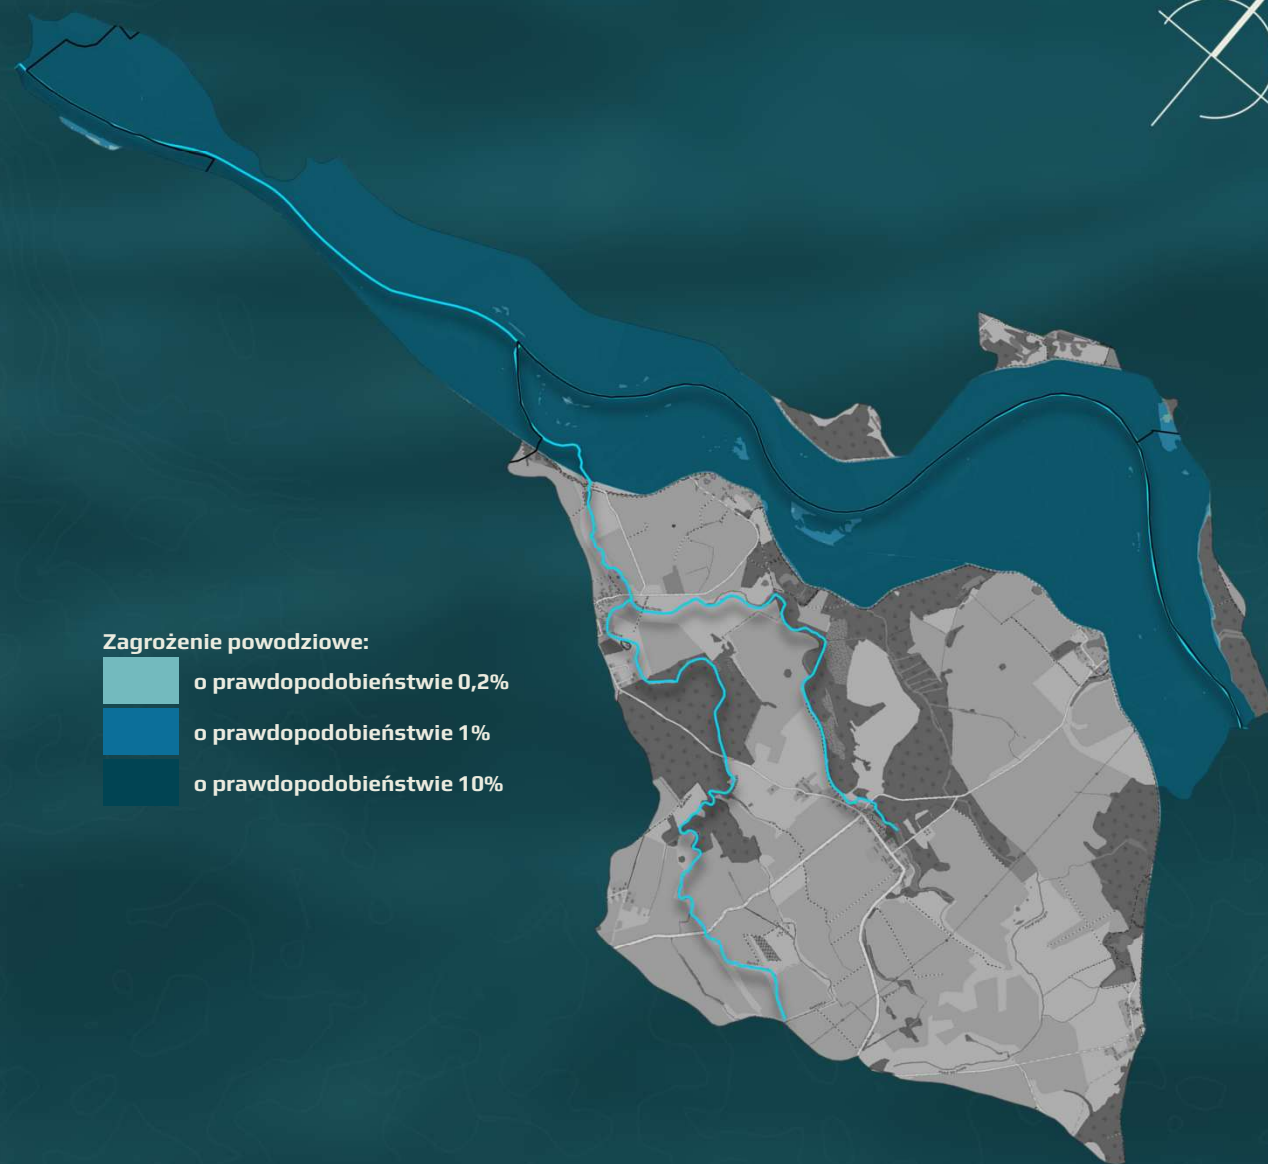 Zagrożenie powodziowe:
o prawdopodobieństwie 0,2%
o prawdopodobieństwie 1%
o prawdopodobieństwie 10%